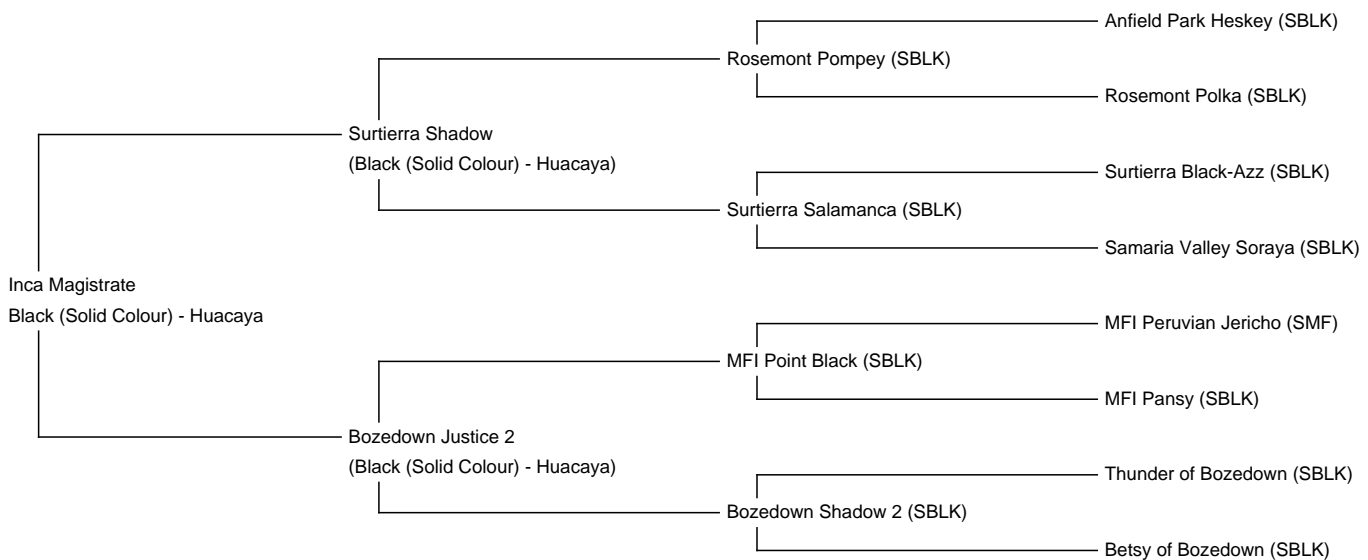 Anfield Park Heskey (SBLK)
Rosemont Pompey (SBLK)
Rosemont Polka (SBLK)
Surtierra Shadow
(Black (Solid Colour) - Huacaya)
Surtierra Black-Azz (SBLK)
Surtierra Salamanca (SBLK)
Samaria Valley Soraya (SBLK)
Inca Magistrate
Black (Solid Colour) - Huacaya
MFI Peruvian Jericho (SMF)
MFI Point Black (SBLK)
MFI Pansy (SBLK)
Bozedown Justice 2
(Black (Solid Colour) - Huacaya)
Thunder of Bozedown (SBLK)
Bozedown Shadow 2 (SBLK)
Betsy of Bozedown (SBLK)